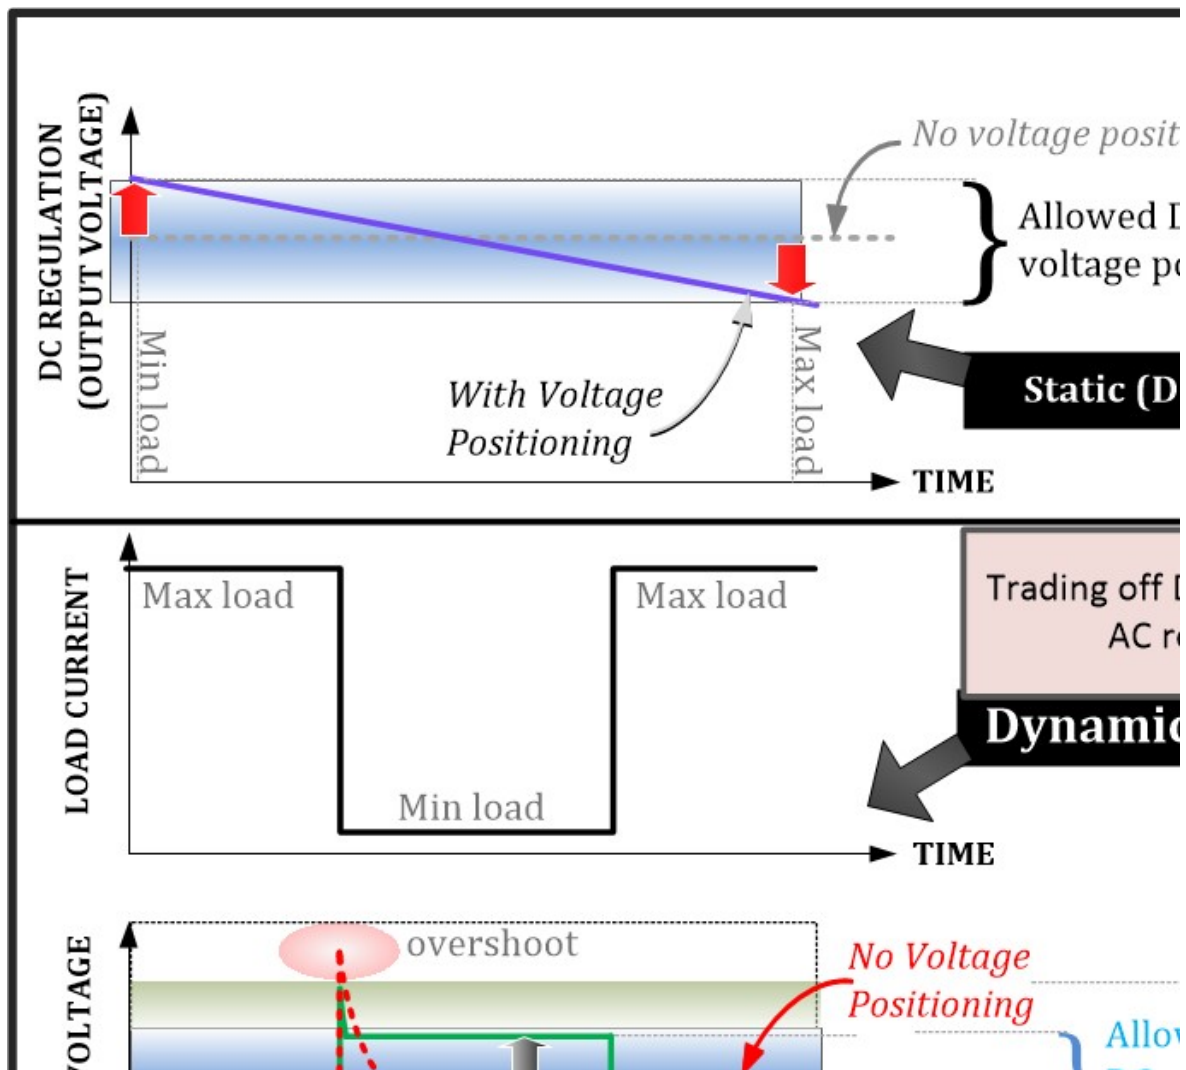 DC REGULATION
(OUTPUT VOLTAGE)
No voltage posit
Allowed D
voltage po
Min load
Max load
With Voltage
Positioning
Static (D
TIME
LOAD CURRENT
Max load
Max load
Min load
Trading off D
AC re
Dynamic
TIME
VOLTAGE
overshoot
No Voltage
Positioning
Allow